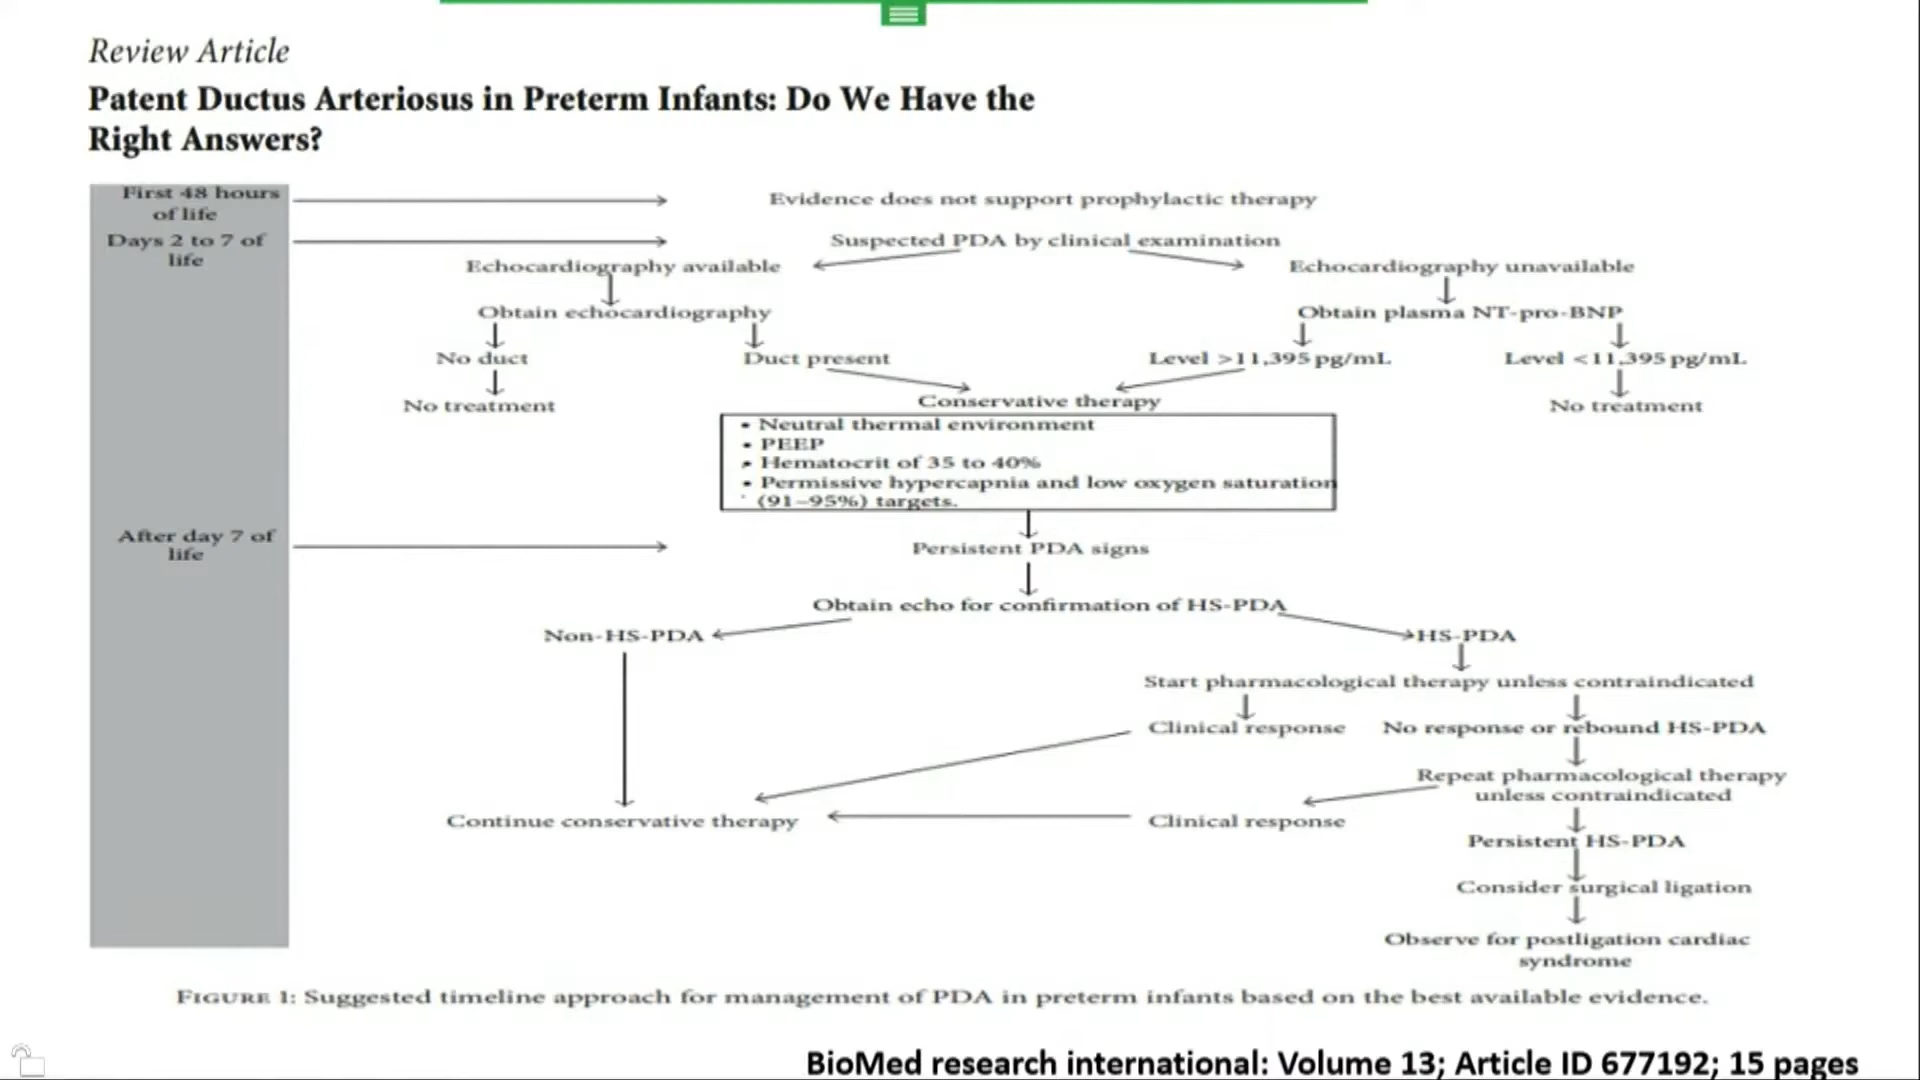 Review Article
Patent Ductus Arteriosus in Preterm Infants: Do We Have the
Right Answers?
First 48 hours
of life
Evidence does not support prophylactic therapy
Days 2 to 7 of
life
Suspected PDA by clinical examination
Echocardiography available
Echocardiography unavailable
Obtain echocardiography
Obtain plasma NT-pro-BNP
No duct
Duct present
Level >11,395 pg/mL
Level <11,395 pg/mL
No treatment
Conservative therapy
No treatment
• Neutral thermal environment
• PEEP
• Hematocrit of 35 to 40%
• Permissive hypercapnia and low oxygen saturation
(91–95%) targets.
After day 7 of
life
Persistent PDA signs
Obtain echo for confirmation of HS-PDA
Non-HS-PDA
HS-PDA
Start pharmacological therapy unless contraindicated
Clinical response
No response or rebound HS-PDA
Repeat pharmacological therapy
unless contraindicated
Continue conservative therapy
Clinical response
Persistent HS-PDA
Consider surgical ligation
Observe for postligation cardiac
syndrome
FIGURE 1: Suggested timeline approach for management of PDA in preterm infants based on the best available evidence.
BioMed research international: Volume 13; Article ID 677192; 15 pages